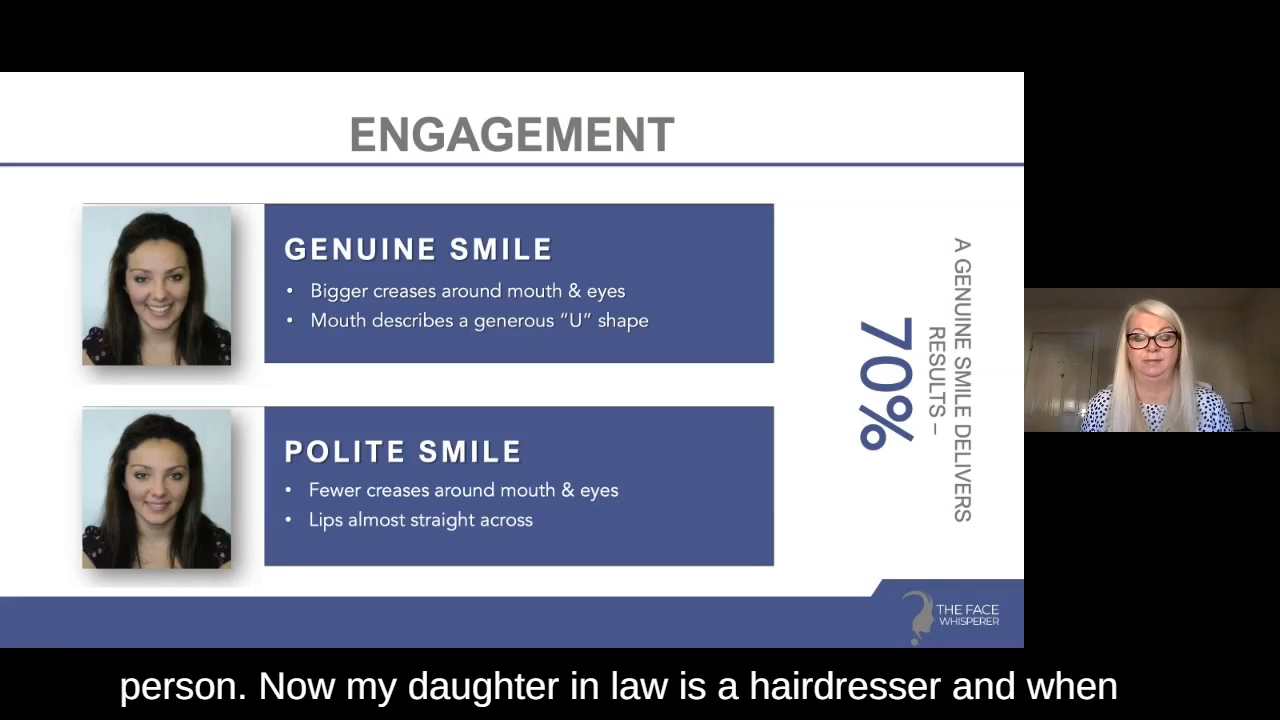 ENGAGEMENT
GENUINE SMILE
• Bigger creases around mouth & eyes
• Mouth describes a generous “U” shape
POLITE SMILE
• Fewer creases around mouth & eyes
• Lips almost straight across
A GENUINE SMILE DELIVERS
RESULTS –
70%
THE FACE
WHISPERER
person. Now my daughter in law is a hairdresser and when